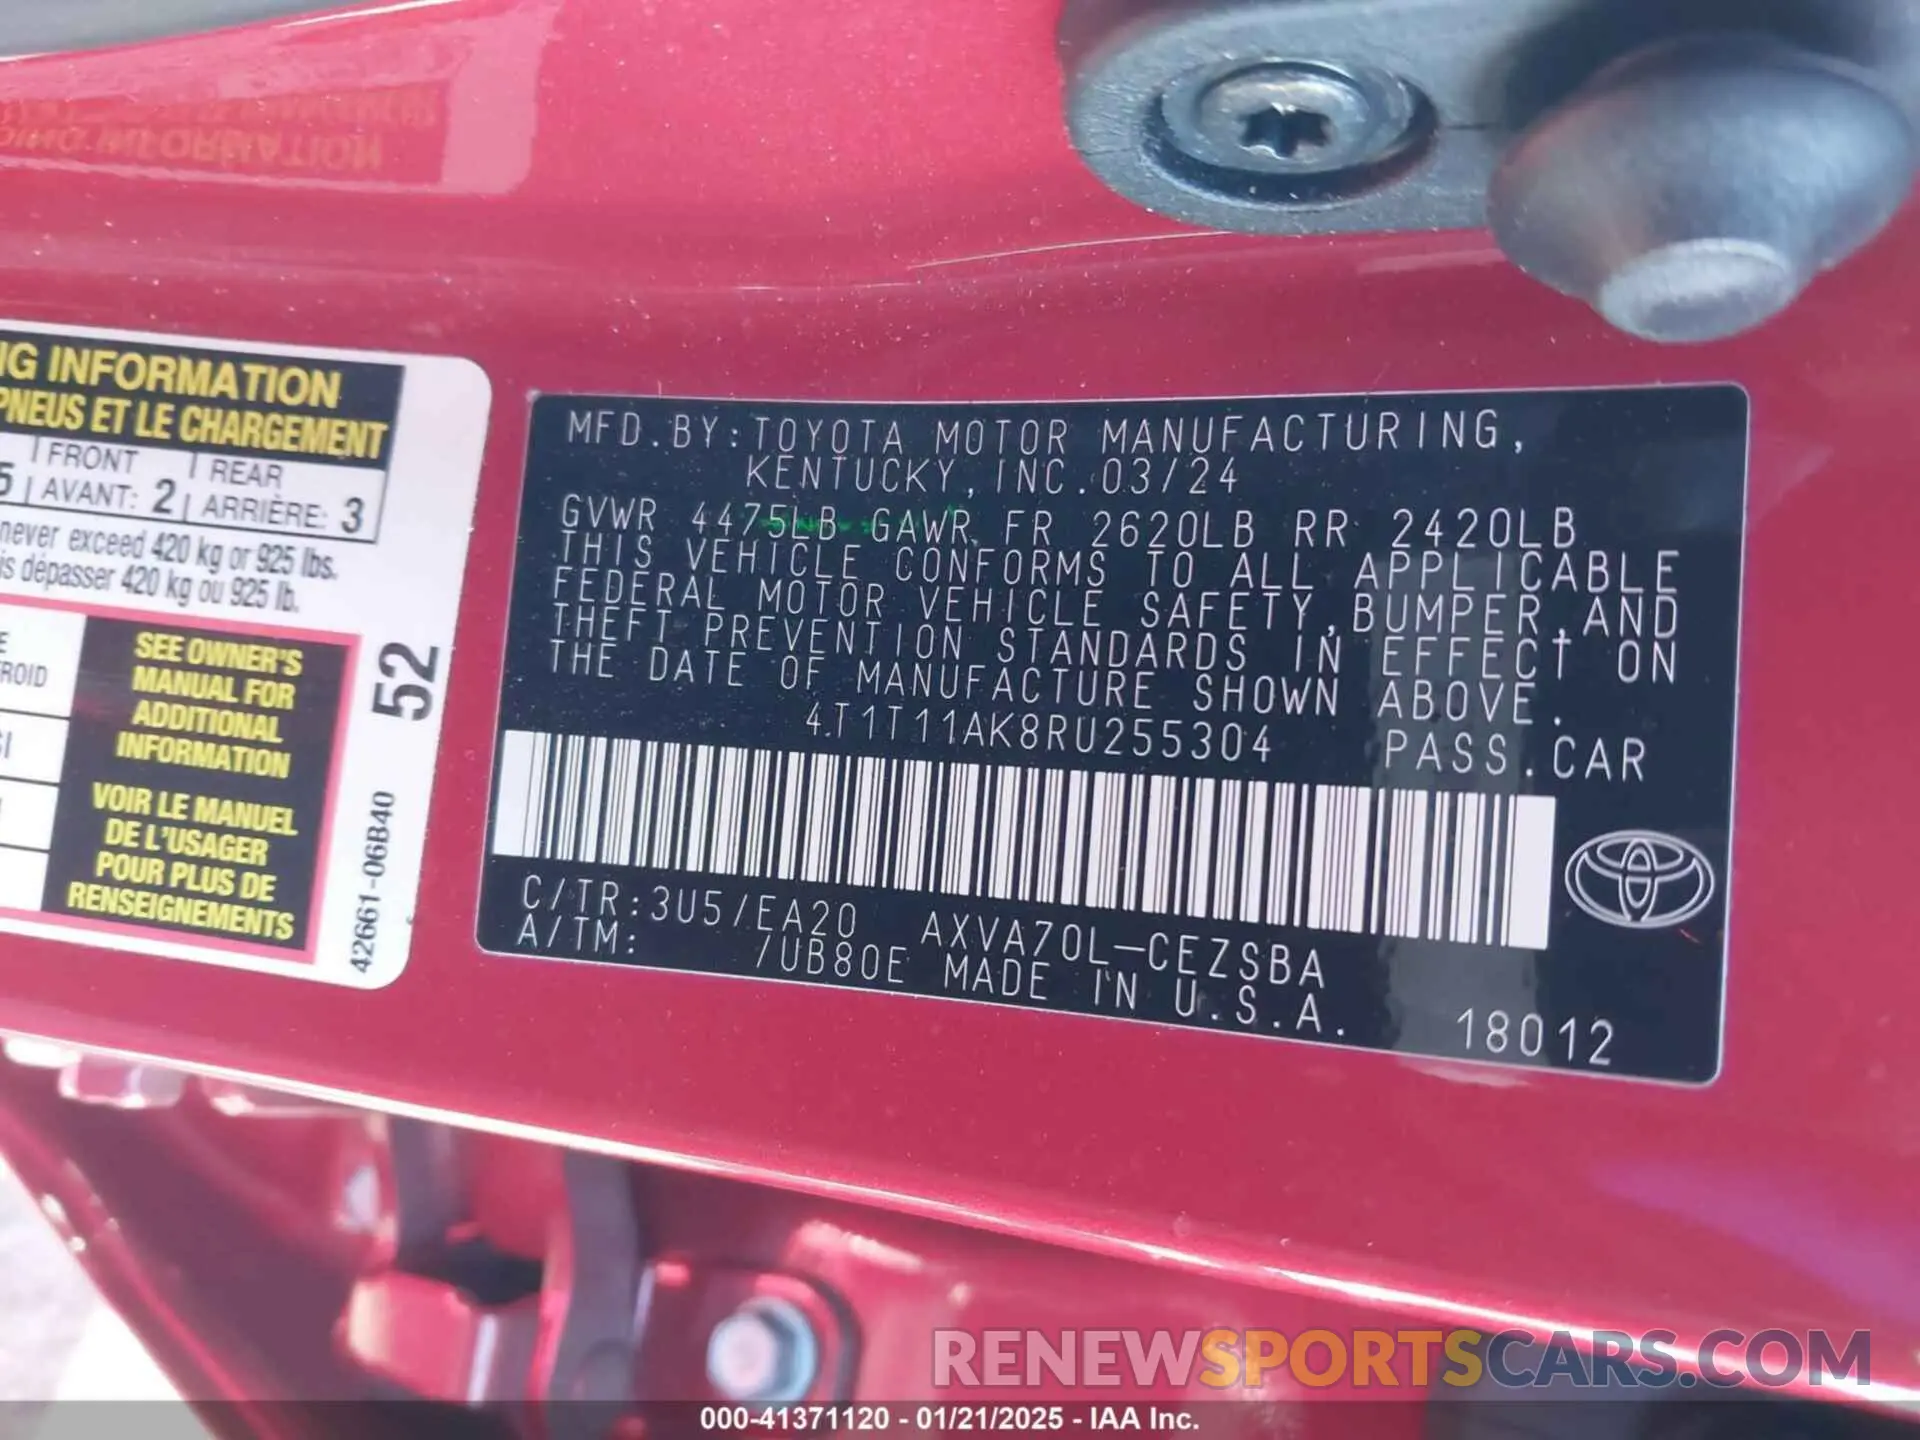 ING INFORMATION
PNEUS ET LE CHARGEMENT
FRONT
AVANT: 2
REAR
ARRIÈRE: 3
5
never exceed 420 kg or 925 lbs.
is dépasser 420 kg ou 925 lb.
SEE OWNER'S
MANUAL FOR
ADDITIONAL
INFORMATION
VOIR LE MANUEL
DE L'USAGER
POUR PLUS DE
RENSEIGNEMENTS
52
42661-06B40
MFD.BY:TOYOTA MOTOR MANUFACTURING,
KENTUCKY,INC.03/24
GVWR 4475LB GAWR FR 2620LB RR 2420LB
THIS VEHICLE CONFORMS TO ALL APPLICABLE
FEDERAL MOTOR VEHICLE SAFETY,BUMPER,AND
THEFT PREVENTION STANDARDS IN EFFECT ON
THE DATE OF MANUFACTURE SHOWN ABOVE.
4T1T11AK8RU255304 PASS.CAR
C/TR:3U5/EA20 AXVA70L-CEZSBA
A/TM: /UB80E MADE IN U.S.A.
18012
RENEWSPORTSCARS.COM
000-41371120 - 01/21/2025 - IAA Inc.